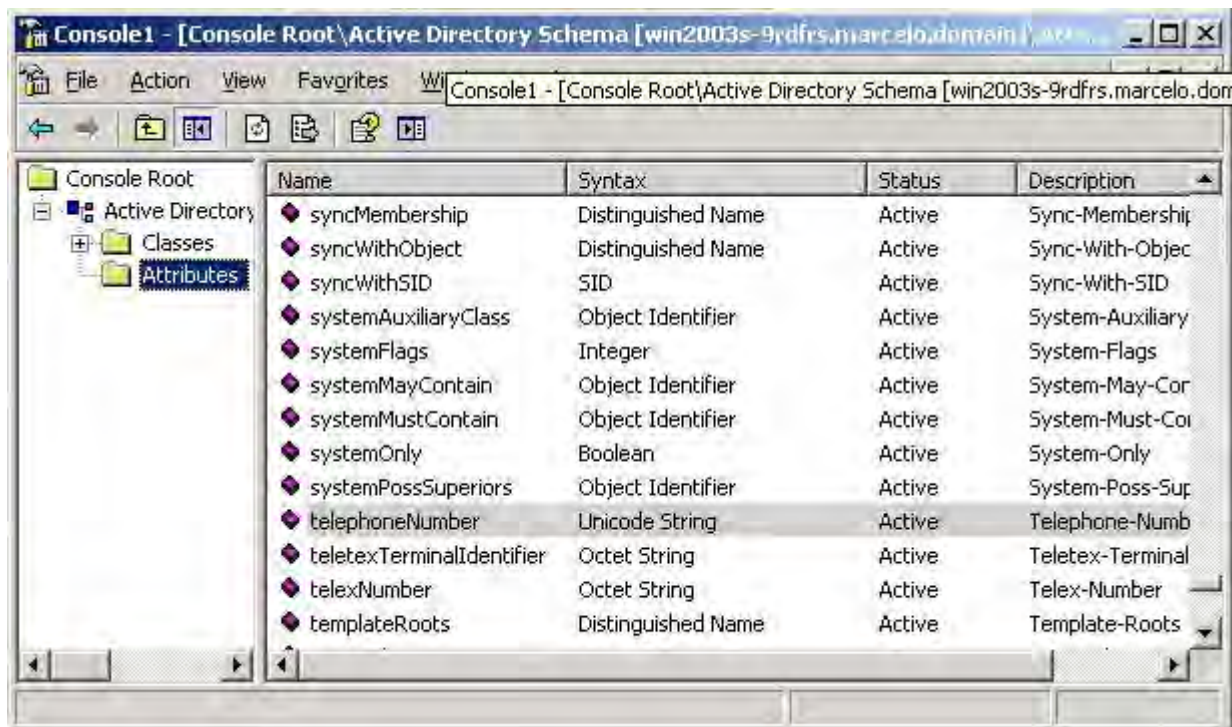 Console1 - [Console Root\Active Directory Schema [win2003s-9rdfrs.marcelo.domain
File Action View Favorites
Console1 - [Console Root\Active Directory Schema [win2003s-9rdfrs.marcelo.dom
Console Root
Active Directory
Classes
Attributes
Name Syntax Status Description
syncMembership Distinguished Name Active Sync-Membership
syncWithObject Distinguished Name Active Sync-With-Objec
syncWithSID SID Active Sync-With-SID
systemAuxiliaryClass Object Identifier Active System-Auxiliary
systemFlags Integer Active System-Flags
systemMayContain Object Identifier Active System-May-Con
systemMustContain Object Identifier Active System-Must-Con
systemOnly Boolean Active System-Only
systemPossSuperiors Object Identifier Active System-Poss-Sup
telephoneNumber Unicode String Active Telephone-Numb
teletexTerminalIdentifier Octet String Active Teletex-Terminal
telexNumber Octet String Active Telex-Number
templateRoots Distinguished Name Active Template-Roots